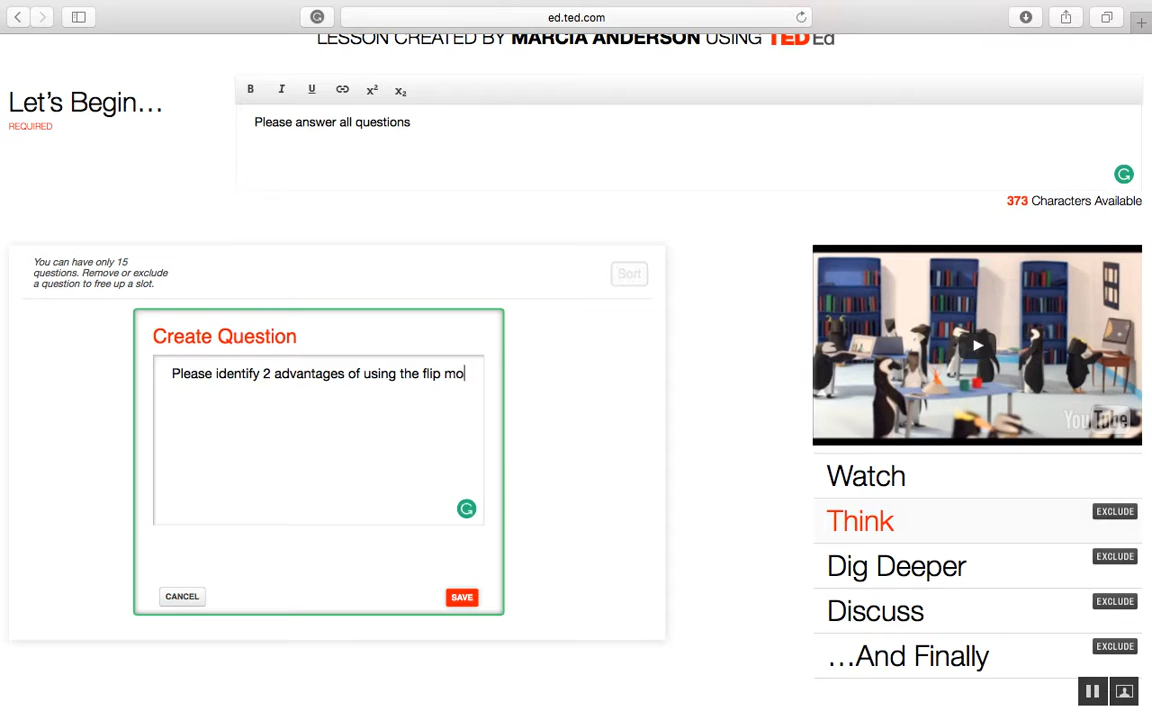 ed.ted.com
LESSON CREATED BY MARCIA ANDERSON USING TED Ed
Let's Begin…
REQUIRED
B I U x² x₂
Please answer all questions
373 Characters Available
You can have only 15
questions. Remove or exclude
a question to free up a slot.
Sort
Create Question
Please identify 2 advantages of using the flip mo
CANCEL
SAVE
YouTube
Watch
Think
EXCLUDE
Dig Deeper
EXCLUDE
Discuss
EXCLUDE
…And Finally
EXCLUDE